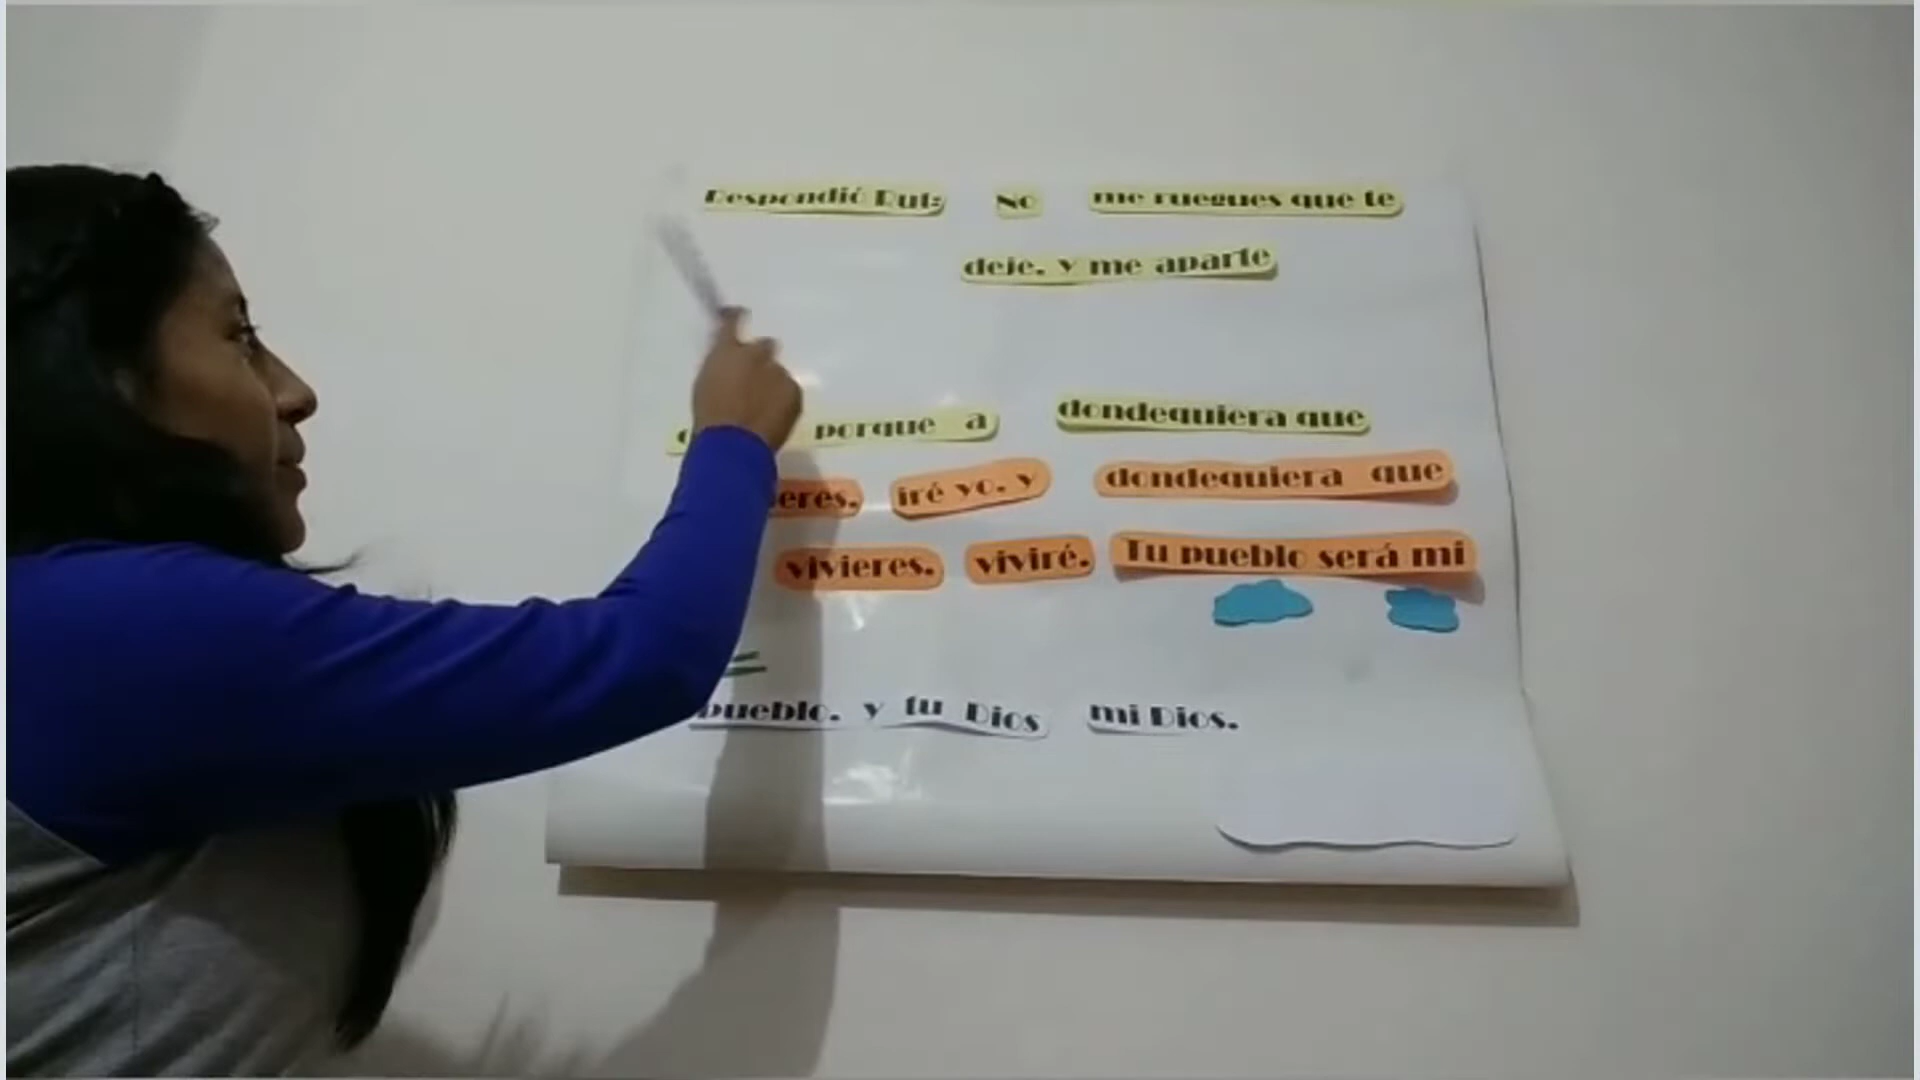 Respondió Rut: No me ruegues que te
deje, y me aparte
porque a dondequiera que
ieres, iré yo, y dondequiera que
vivieres, viviré. Tu pueblo será mi
pueblo, y tu Dios mi Dios.